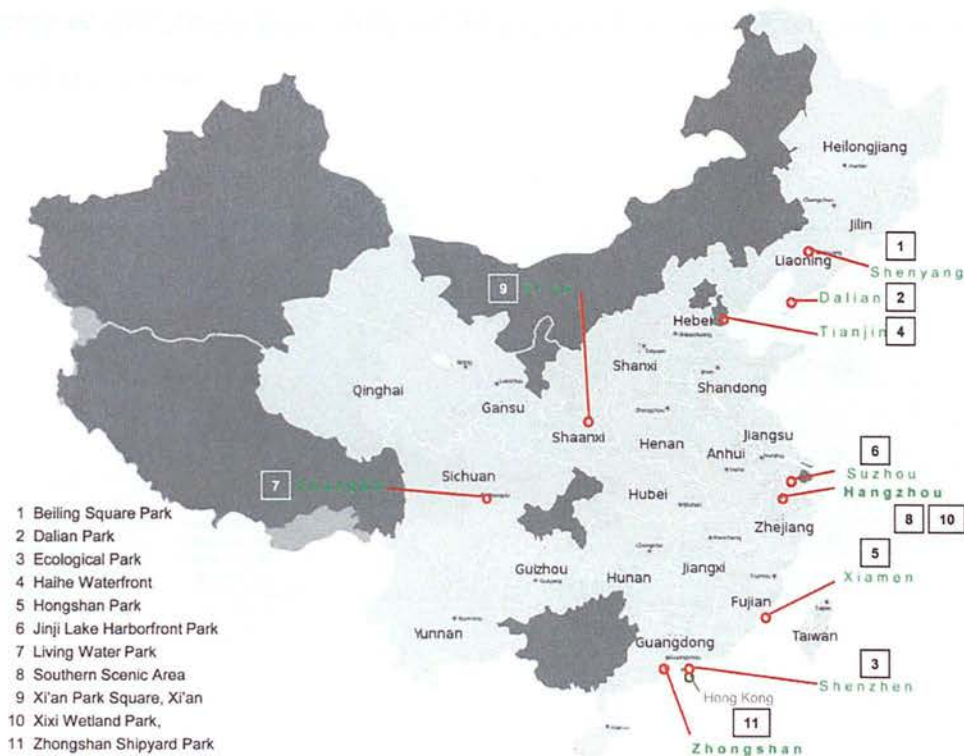 Heilongjiang
Jilin
1
Liaoning
Shenyang
9
Dalian 2
Hebei
Tianjin 4
Shanxi
Shandong
Qinghai
Gansu
Shaanxi
Henan
Jiangsu
Anhui
6
Suzhou
Sichuan
7
Hubei
Hangzhou
Zhejiang
8 10
5
Xiamen
Guizhou
Hunan
Jiangxi
Fujian
Taiwan
Yunnan
Guangdong
3
Shenzhen
Hong Kong
11
Zhongshan
1 Beiling Square Park
2 Dalian Park
3 Ecological Park
4 Haihe Waterfront
5 Hongshan Park
6 Jinji Lake Harborfront Park
7 Living Water Park
8 Southern Scenic Area
9 Xi'an Park Square, Xi'an
10 Xixi Wetland Park,
11 Zhongshan Shipyard Park